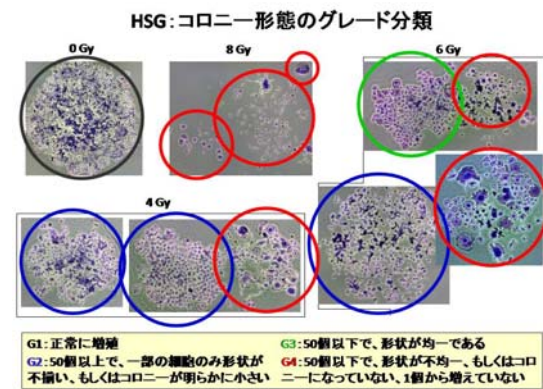 HSG：コロニー形態のグレード分類
0 Gy
8 Gy
6 Gy
4 Gy
G1：正常に増殖
G2：50個以上で、一部の細胞のみ形状が
不揃い、もしくはコロニーが明らかに小さい
G3：50個以下で、形状が均一である
G4：50個以下で、形状が不均一、もしくはコロ
ニーになっていない、1個から増えていない